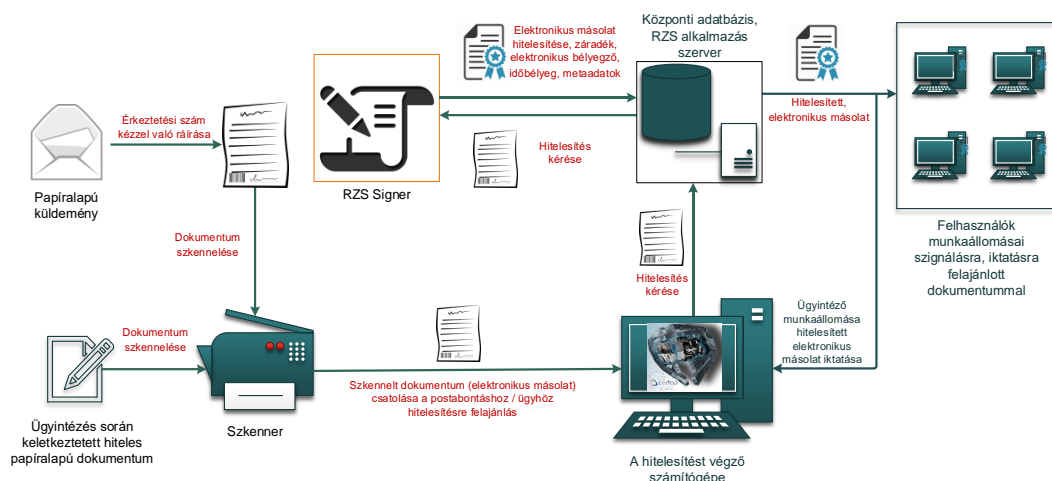 Elektronikus másolat
hitelesítése, záradék,
elektronikus bélyegző,
időbélyeg, metaadatok
Központi adatbázis,
RZS alkalmazás
szerver
Érkeztetési szám
kézzel való ráírása
Hitelesítés
kérése
Hitelesített,
elektronikus másolat
Papíralapú
küldemény
RZS Signer
Felhasználók
munkaállomásai
szignálásra, iktatásra
felajánlott
dokumentummal
Dokumentum
szkennelése
Hitelesítés
kérése
Ügyintéző
munkaállomása
hitelesített
elektronikus
másolat iktatása
Dokumentum
szkennelése
Szkennelt dokumentum (elektronikus másolat)
csatolása a postabontáshoz / ügyhöz
hitelesítésre felajánlás
Ügyintézés során
keletkeztetett hiteles
papíralapú dokumentum
Szkenner
A hitelesítést végző
számítógépe